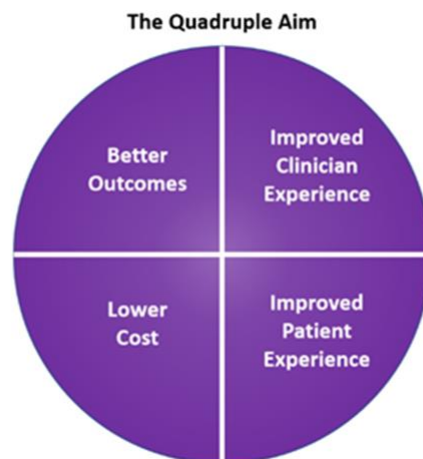 The Quadruple Aim
Better
Outcomes
Improved
Clinician
Experience
Lower
Cost
Improved
Patient
Experience